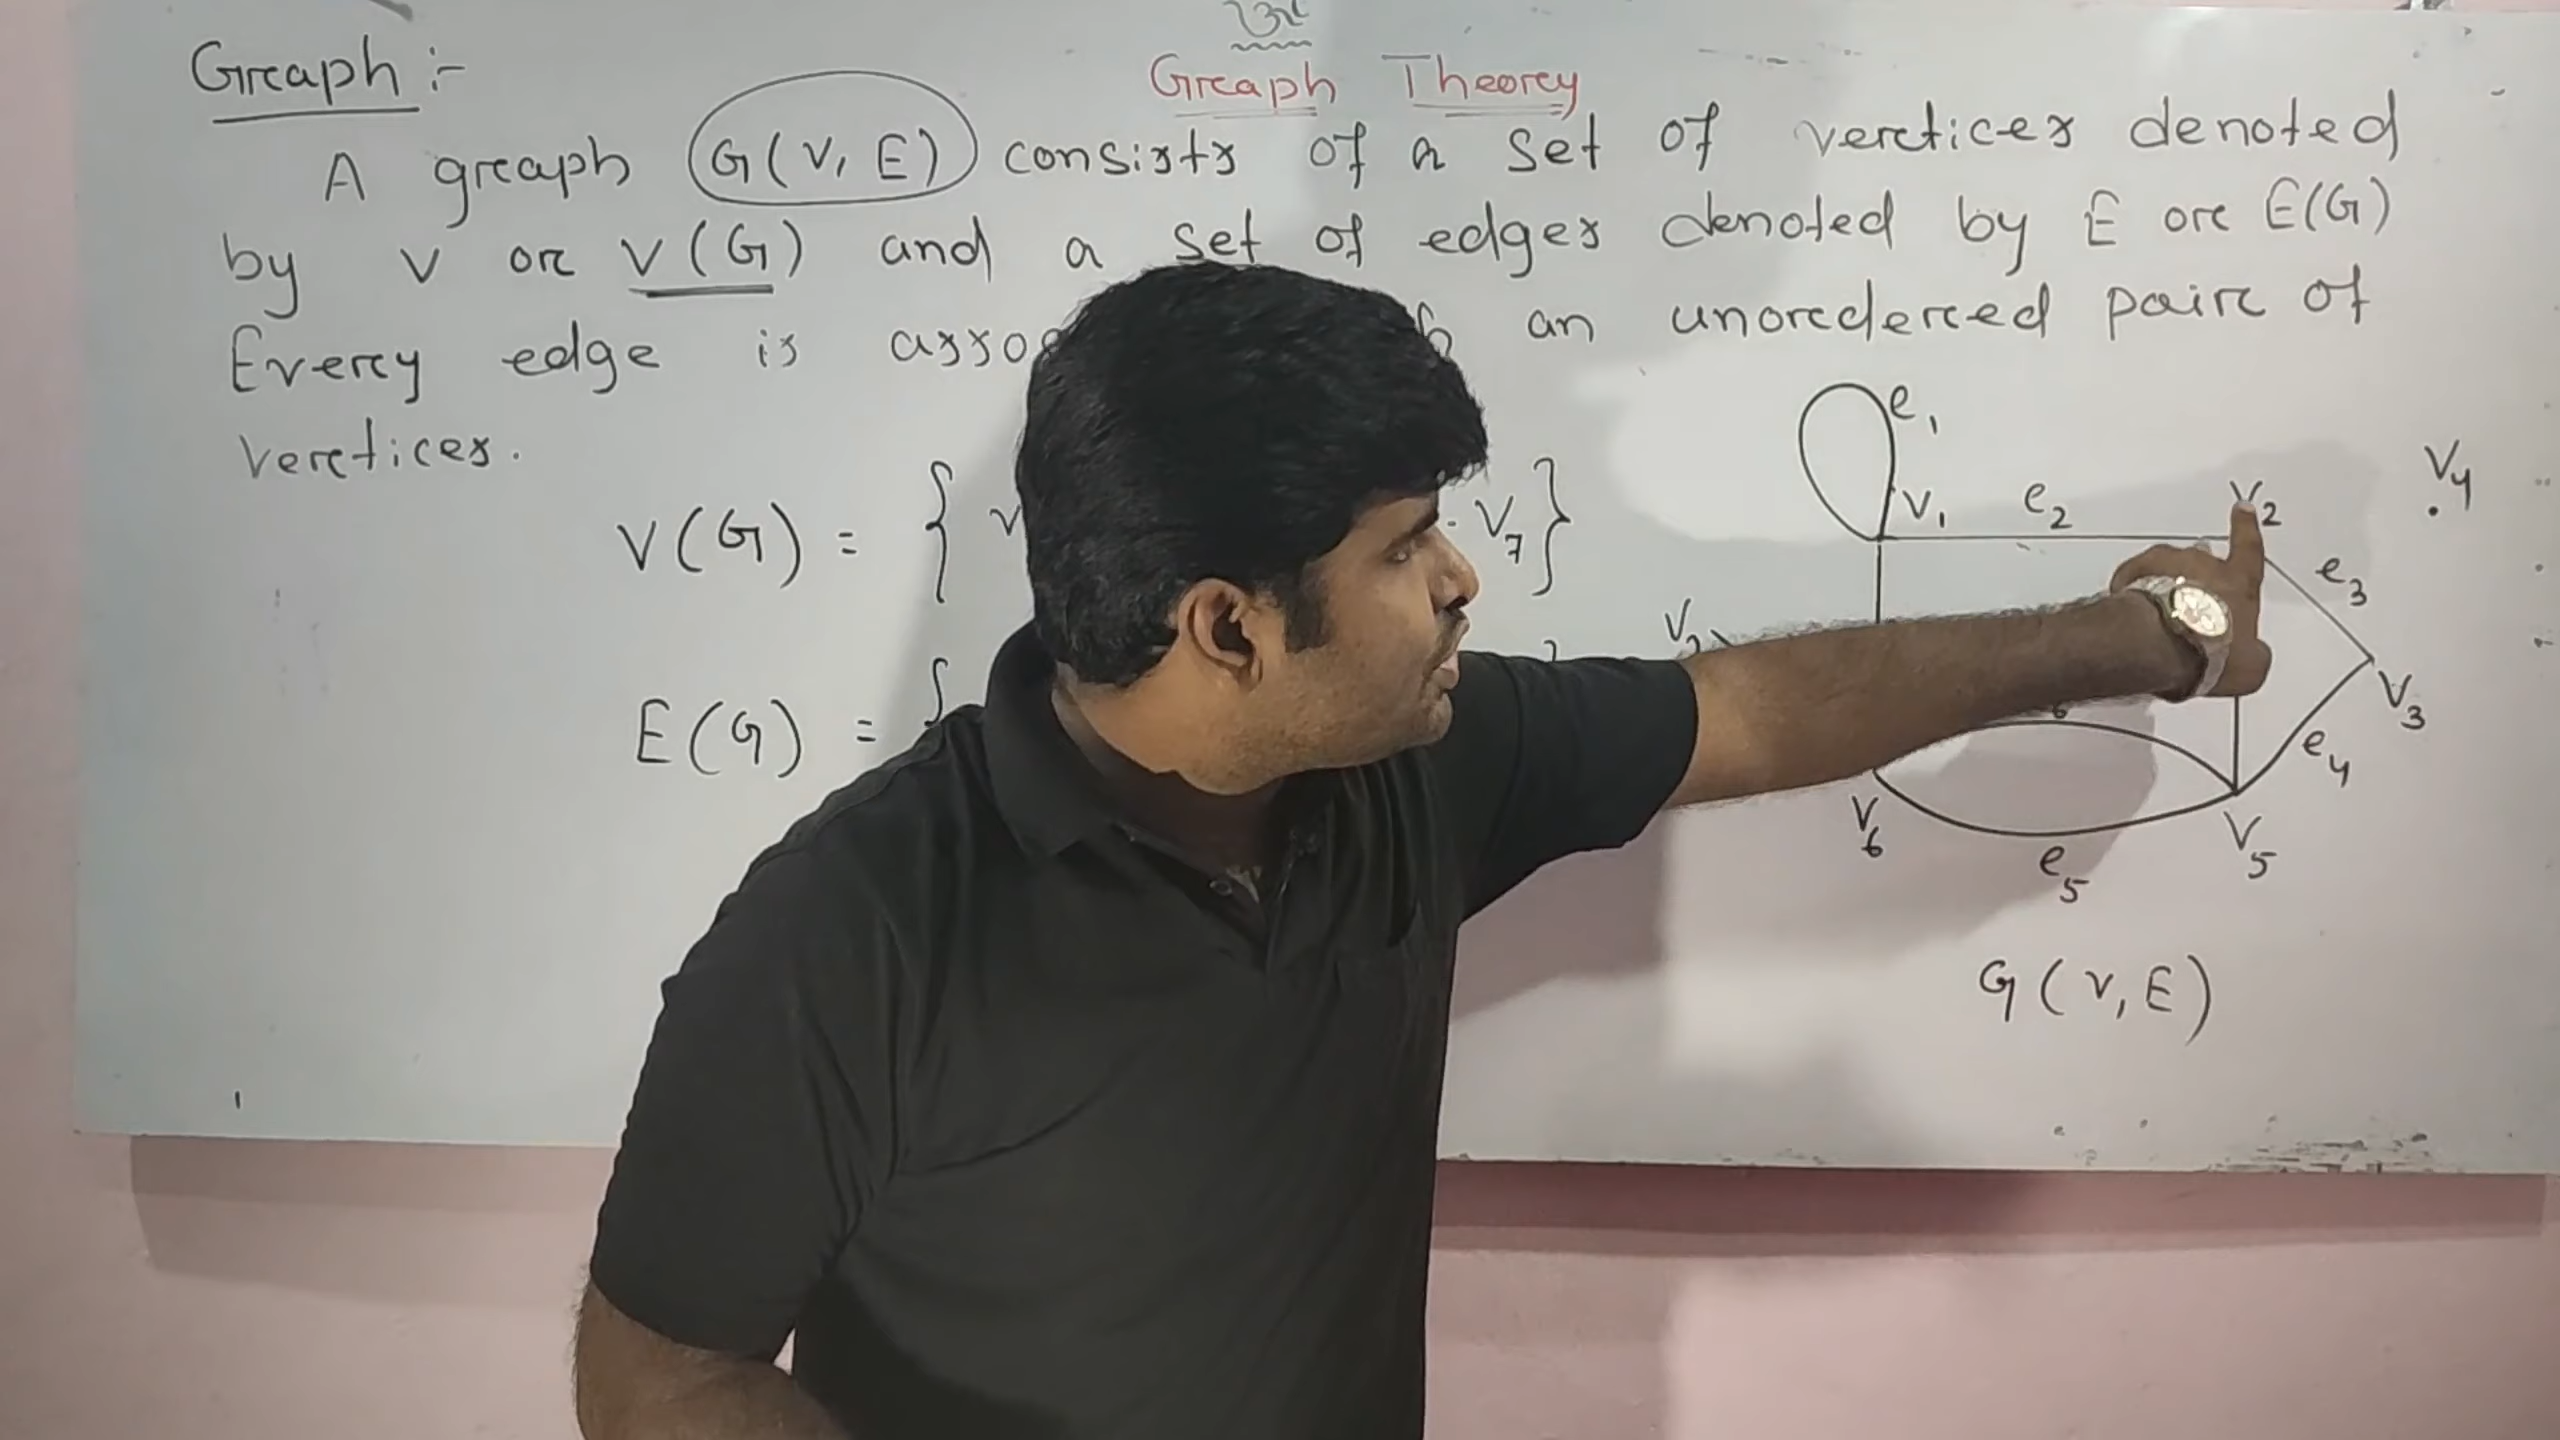 Graph :-
Graph Theory
A graph G(V, E) consists of a set of vertices denoted
by V or V(G) and a set of edges denoted by E or E(G)
Every edge is an unordered pair of
vertices.
V(G) = { V7}
E(G) = {
e1
V1 e2 V2 V4
e3
V3
e4
V6 V5
e5
G(V, E)